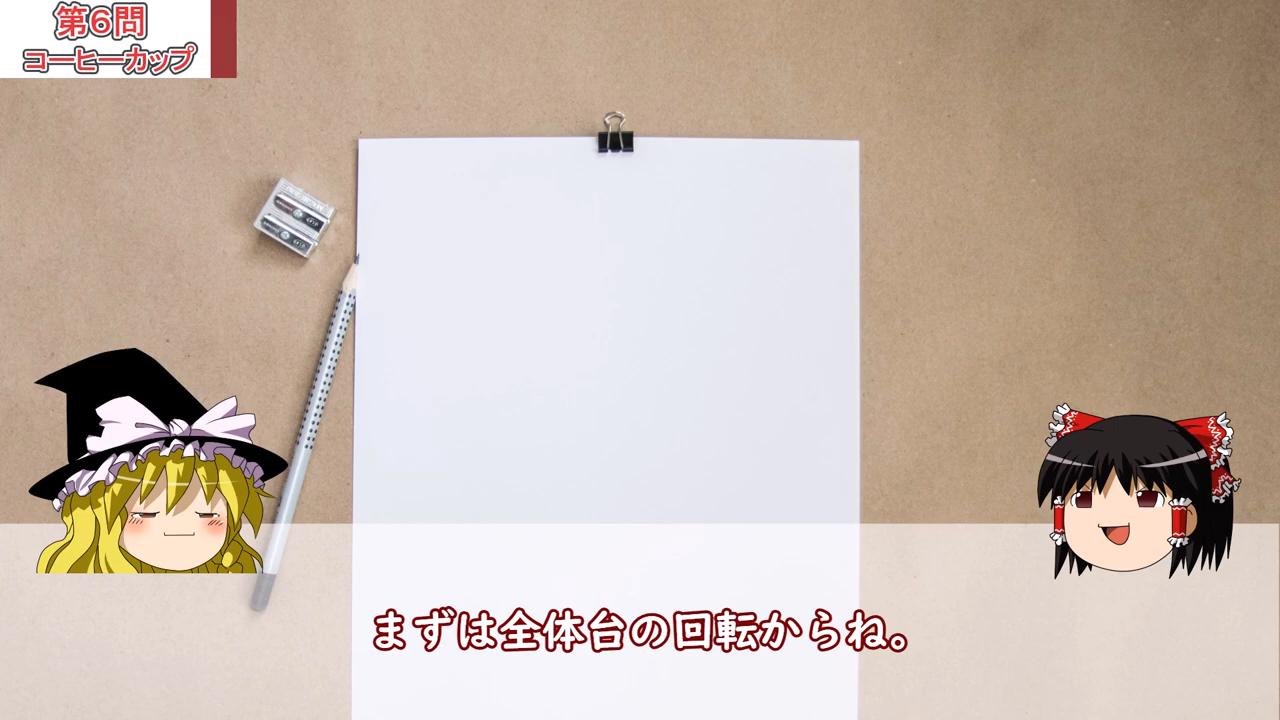 第6問
コーヒーカップ
まずは全体台の回転からね。